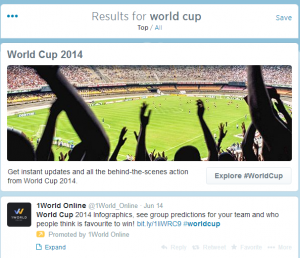 Results for world cup
Save
Top / All
World Cup 2014
Get instant updates and all the behind-the-scenes action
from World Cup 2014.
Explore #WorldCup
1World Online @1World_Online · Jun 14
World Cup 2014 Infographics, see group predictions for your team and who
people think is favourite to win! bit.ly/1liWRC9 #worldcup
Promoted by 1World Online
Expand
Reply Retweet Favorite More